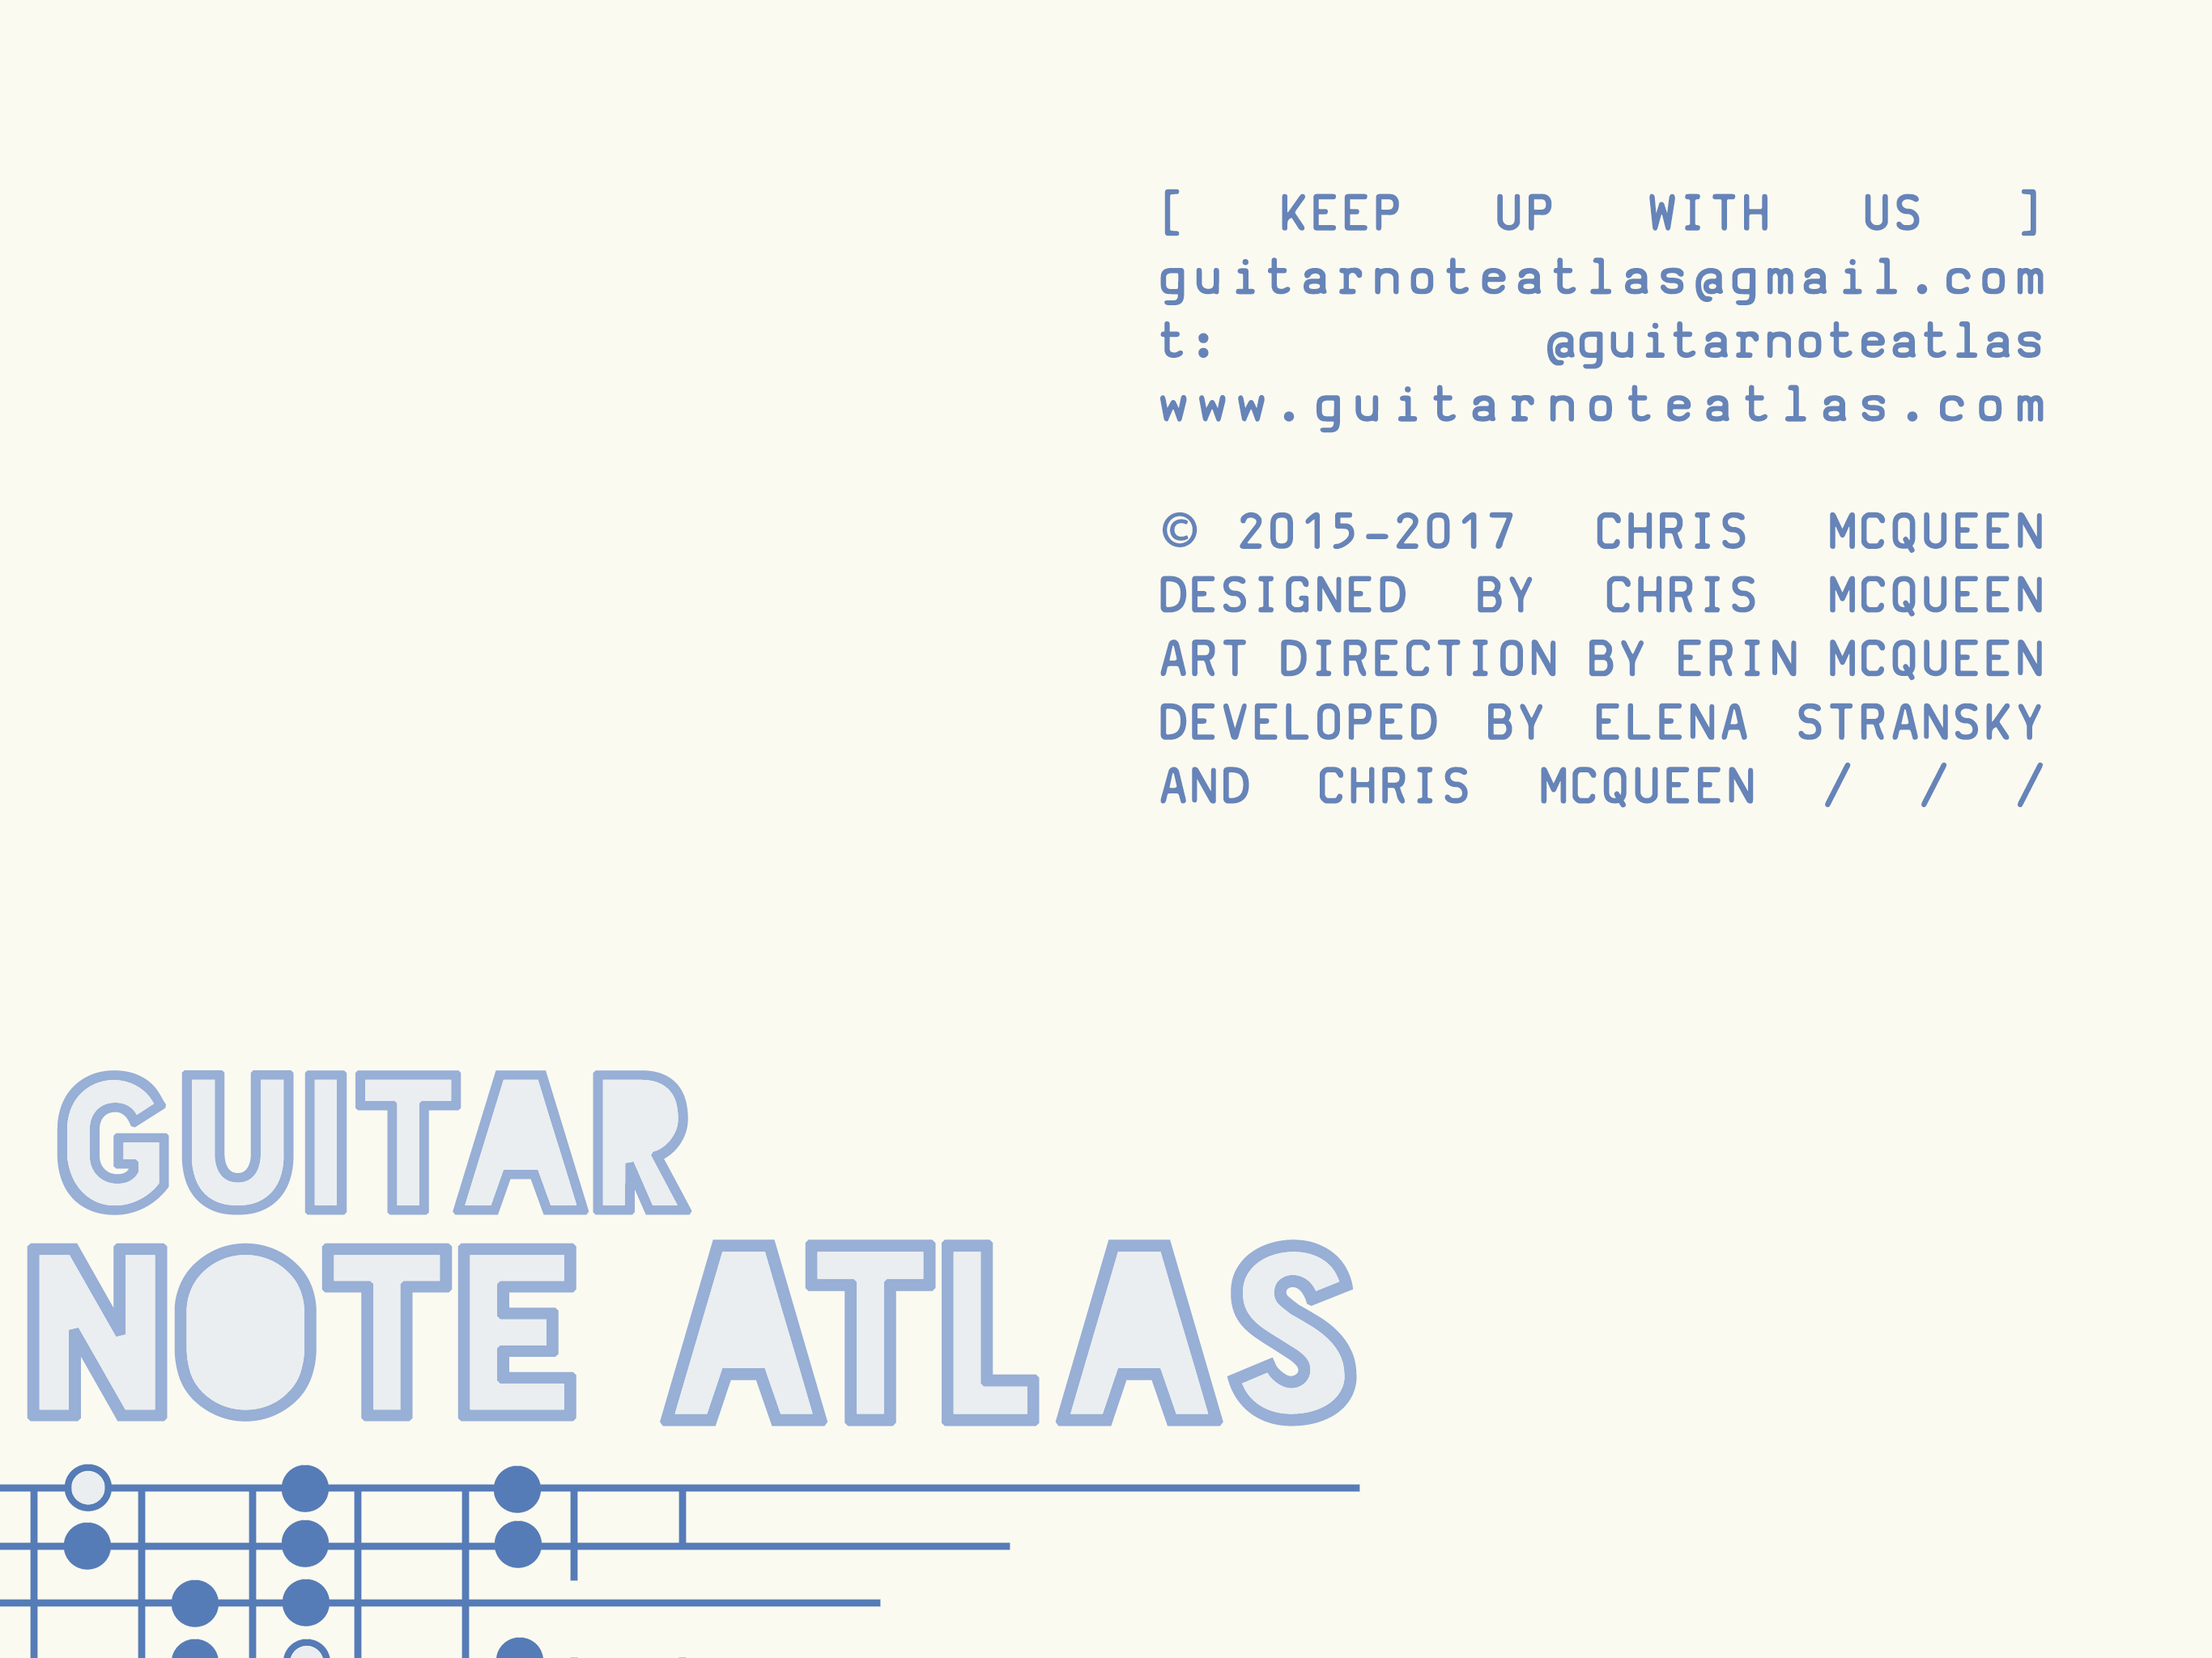 [ KEEP UP WITH US ]
guitarnoteatlas@gmail.com
t: @guitarnoteatlas
www.guitarnoteatlas.com
© 2015-2017 CHRIS MCQUEEN
DESIGNED BY CHRIS MCQUEEN
ART DIRECTION BY ERIN MCQUEEN
DEVELOPED BY ELENA STRANSKY
AND CHRIS MCQUEEN / / /
GUITAR
NOTE ATLAS